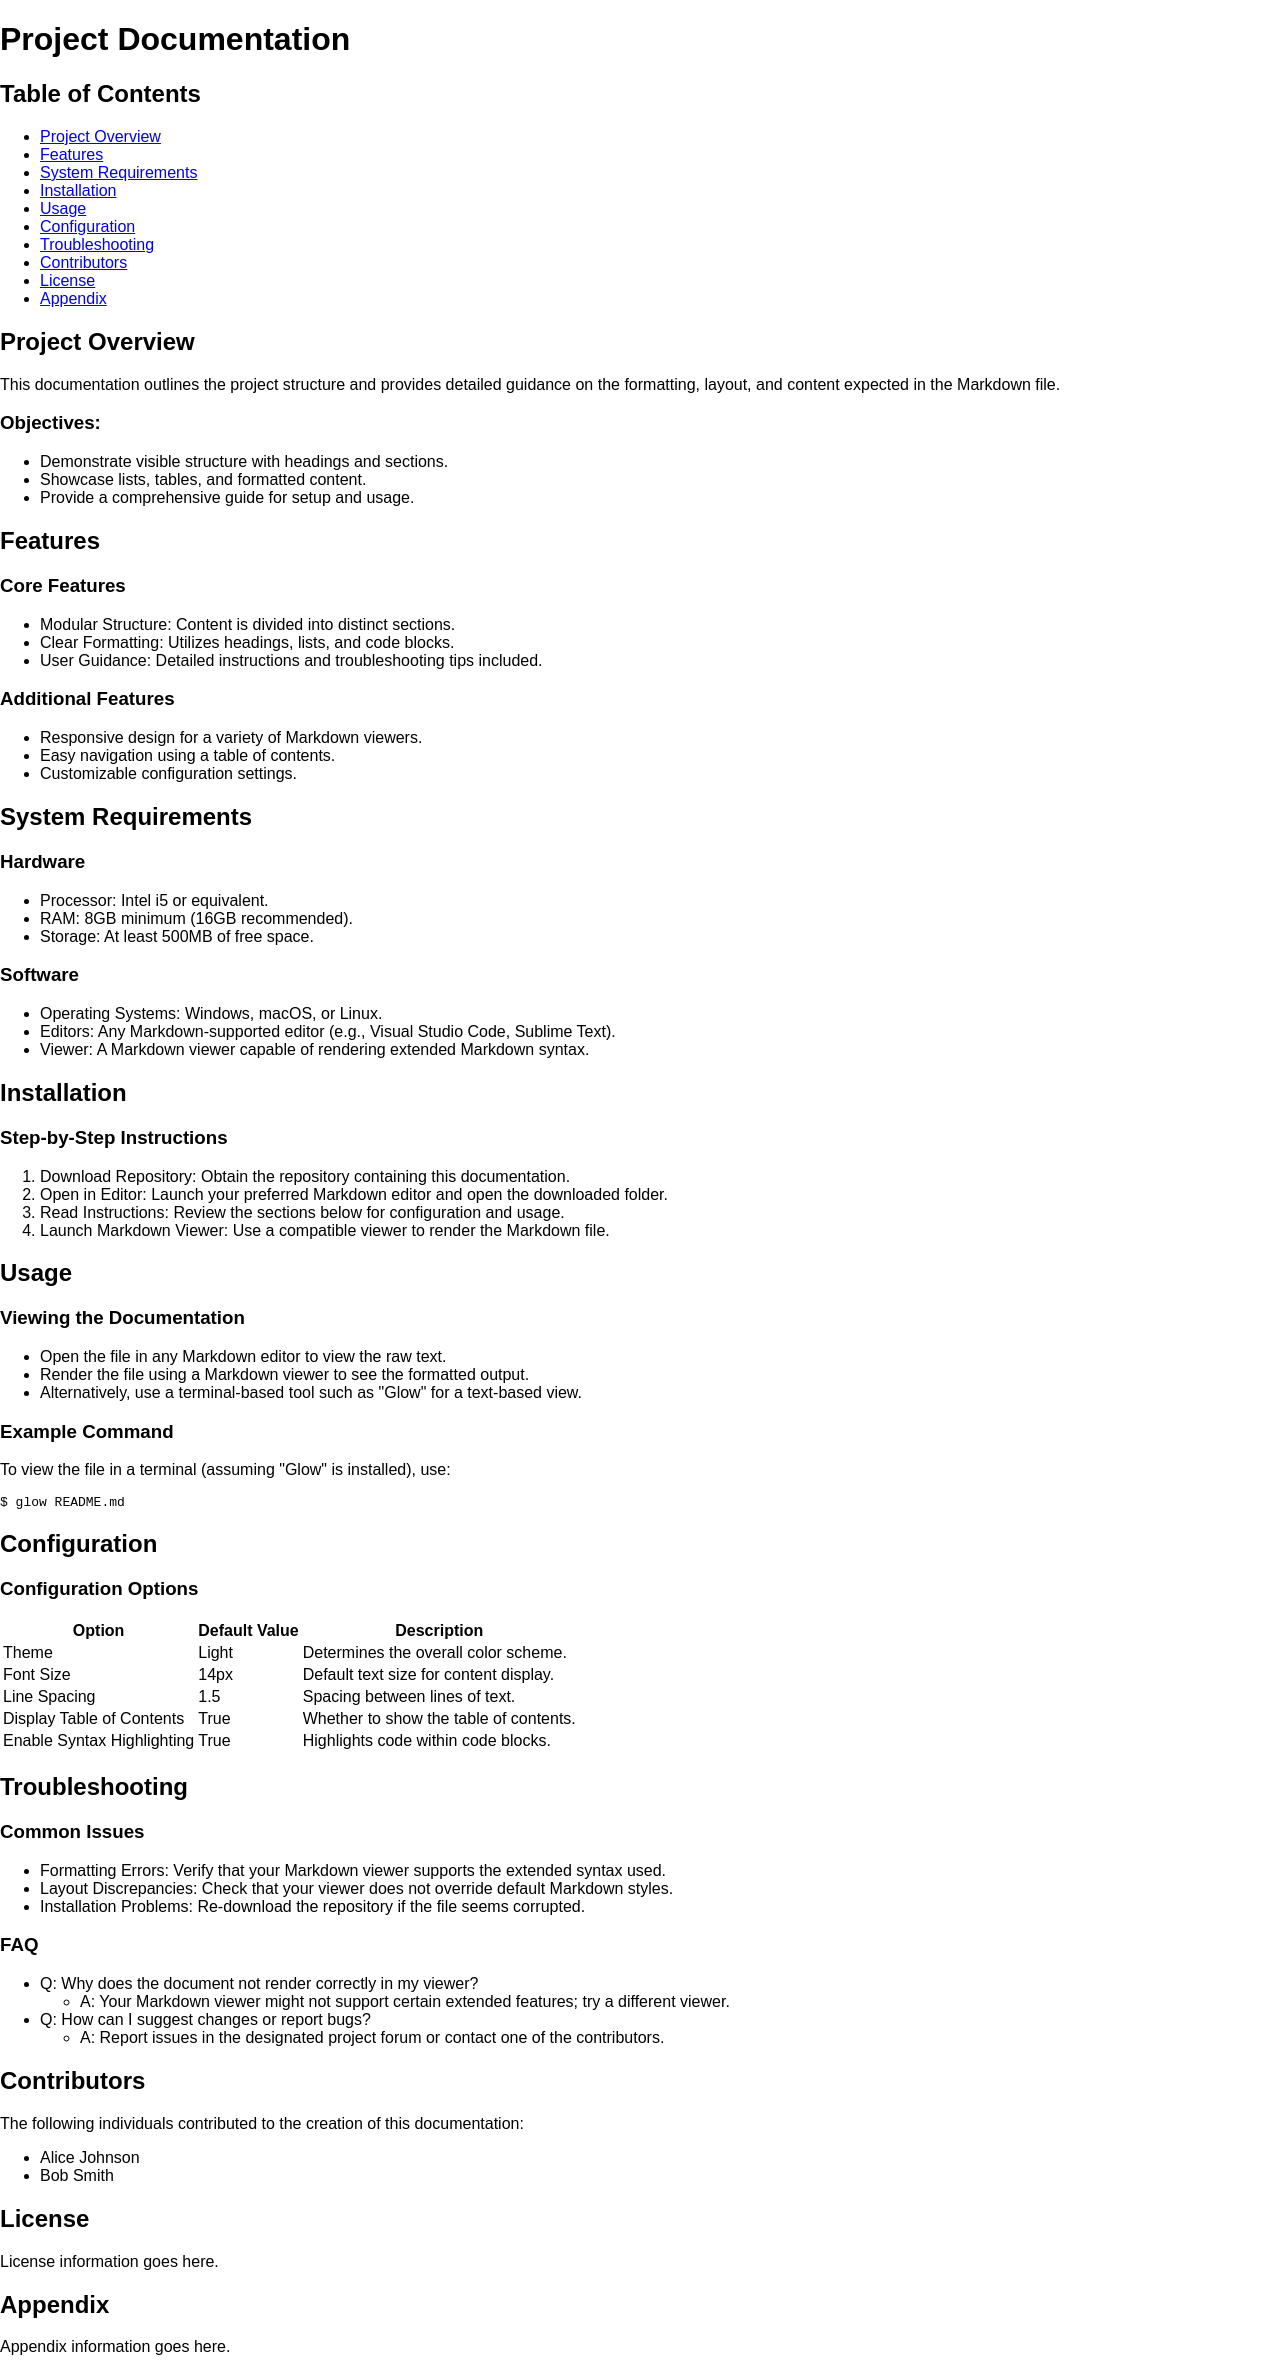 Project Documentation
Table of Contents
Project Overview
Features
System Requirements
Installation
Usage
Configuration
Troubleshooting
Contributors
License
Appendix
Project Overview
This documentation outlines the project structure and provides detailed guidance on the formatting, layout, and content expected in the Markdown file.
Objectives:
Demonstrate visible structure with headings and sections.
Showcase lists, tables, and formatted content.
Provide a comprehensive guide for setup and usage.
Features
Core Features
Modular Structure: Content is divided into distinct sections.
Clear Formatting: Utilizes headings, lists, and code blocks.
User Guidance: Detailed instructions and troubleshooting tips included.
Additional Features
Responsive design for a variety of Markdown viewers.
Easy navigation using a table of contents.
Customizable configuration settings.
System Requirements
Hardware
Processor: Intel i5 or equivalent.
RAM: 8GB minimum (16GB recommended).
Storage: At least 500MB of free space.
Software
Operating Systems: Windows, macOS, or Linux.
Editors: Any Markdown-supported editor (e.g., Visual Studio Code, Sublime Text).
Viewer: A Markdown viewer capable of rendering extended Markdown syntax.
Installation
Step-by-Step Instructions
1. Download Repository: Obtain the repository containing this documentation.
2. Open in Editor: Launch your preferred Markdown editor and open the downloaded folder.
3. Read Instructions: Review the sections below for configuration and usage.
4. Launch Markdown Viewer: Use a compatible viewer to render the Markdown file.
Usage
Viewing the Documentation
Open the file in any Markdown editor to view the raw text.
Render the file using a Markdown viewer to see the formatted output.
Alternatively, use a terminal-based tool such as "Glow" for a text-based view.
Example Command
To view the file in a terminal (assuming "Glow" is installed), use:
$ glow README.md
Configuration
Configuration Options
Option Default Value Description
Theme Light Determines the overall color scheme.
Font Size 14px Default text size for content display.
Line Spacing 1.5 Spacing between lines of text.
Display Table of Contents True Whether to show the table of contents.
Enable Syntax Highlighting True Highlights code within code blocks.
Troubleshooting
Common Issues
Formatting Errors: Verify that your Markdown viewer supports the extended syntax used.
Layout Discrepancies: Check that your viewer does not override default Markdown styles.
Installation Problems: Re-download the repository if the file seems corrupted.
FAQ
Q: Why does the document not render correctly in my viewer?
A: Your Markdown viewer might not support certain extended features; try a different viewer.
Q: How can I suggest changes or report bugs?
A: Report issues in the designated project forum or contact one of the contributors.
Contributors
The following individuals contributed to the creation of this documentation:
Alice Johnson
Bob Smith
License
License information goes here.
Appendix
Appendix information goes here.